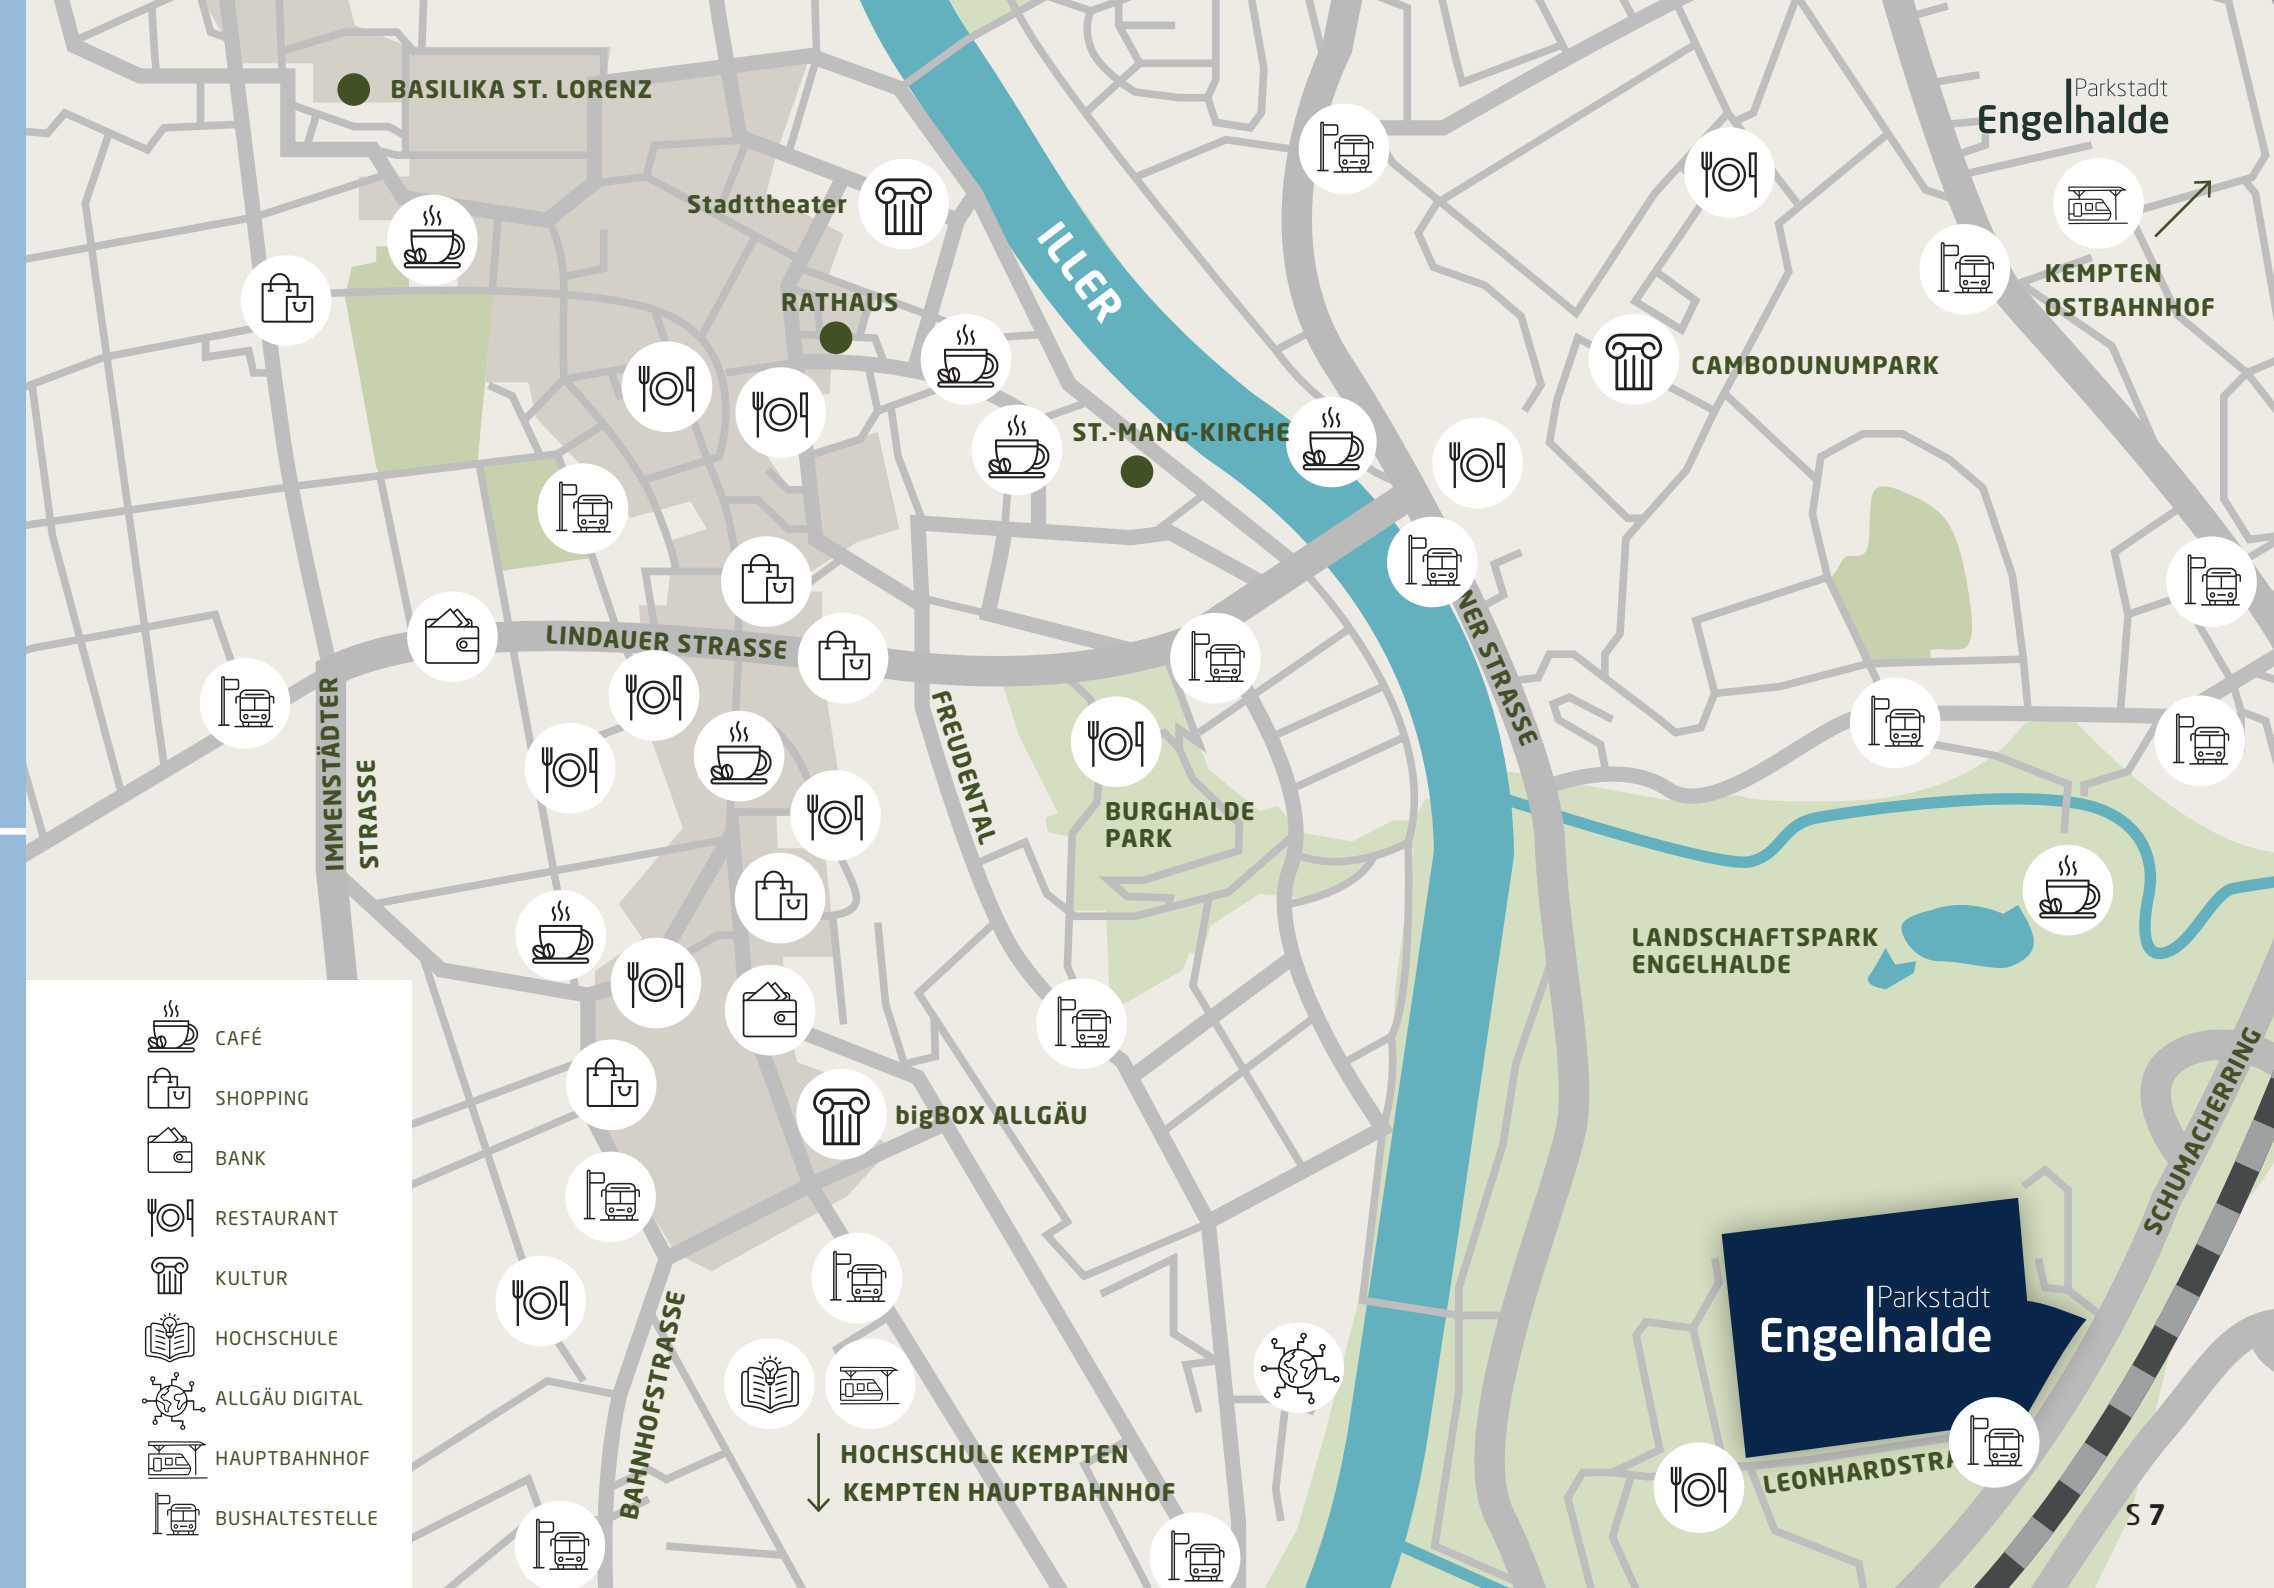 BASILIKA ST. LORENZ
Parkstadt
Engelhalde
Stadttheater
ILLER
RATHAUS
KEMPTEN
OSTBAHNHOF
CAMBODUNUMPARK
ST.-MANG-KIRCHE
LINDAUER STRASSE
NER STRASSE
IMMENSTÄDTER
STRASSE
FREUDENTAL
BURGHALDE
PARK
LANDSCHAFTSPARK
ENGELHALDE
SCHUMACHERRING
bigBOX ALLGÄU
CAFÉ
SHOPPING
BANK
RESTAURANT
KULTUR
HOCHSCHULE
ALLGÄU DIGITAL
HAUPTBAHNHOF
BUSHALTESTELLE
BAHNHOFSTRASSE
HOCHSCHULE KEMPTEN
KEMPTEN HAUPTBAHNHOF
Parkstadt
Engelhalde
LEONHARDSTRA
S 7